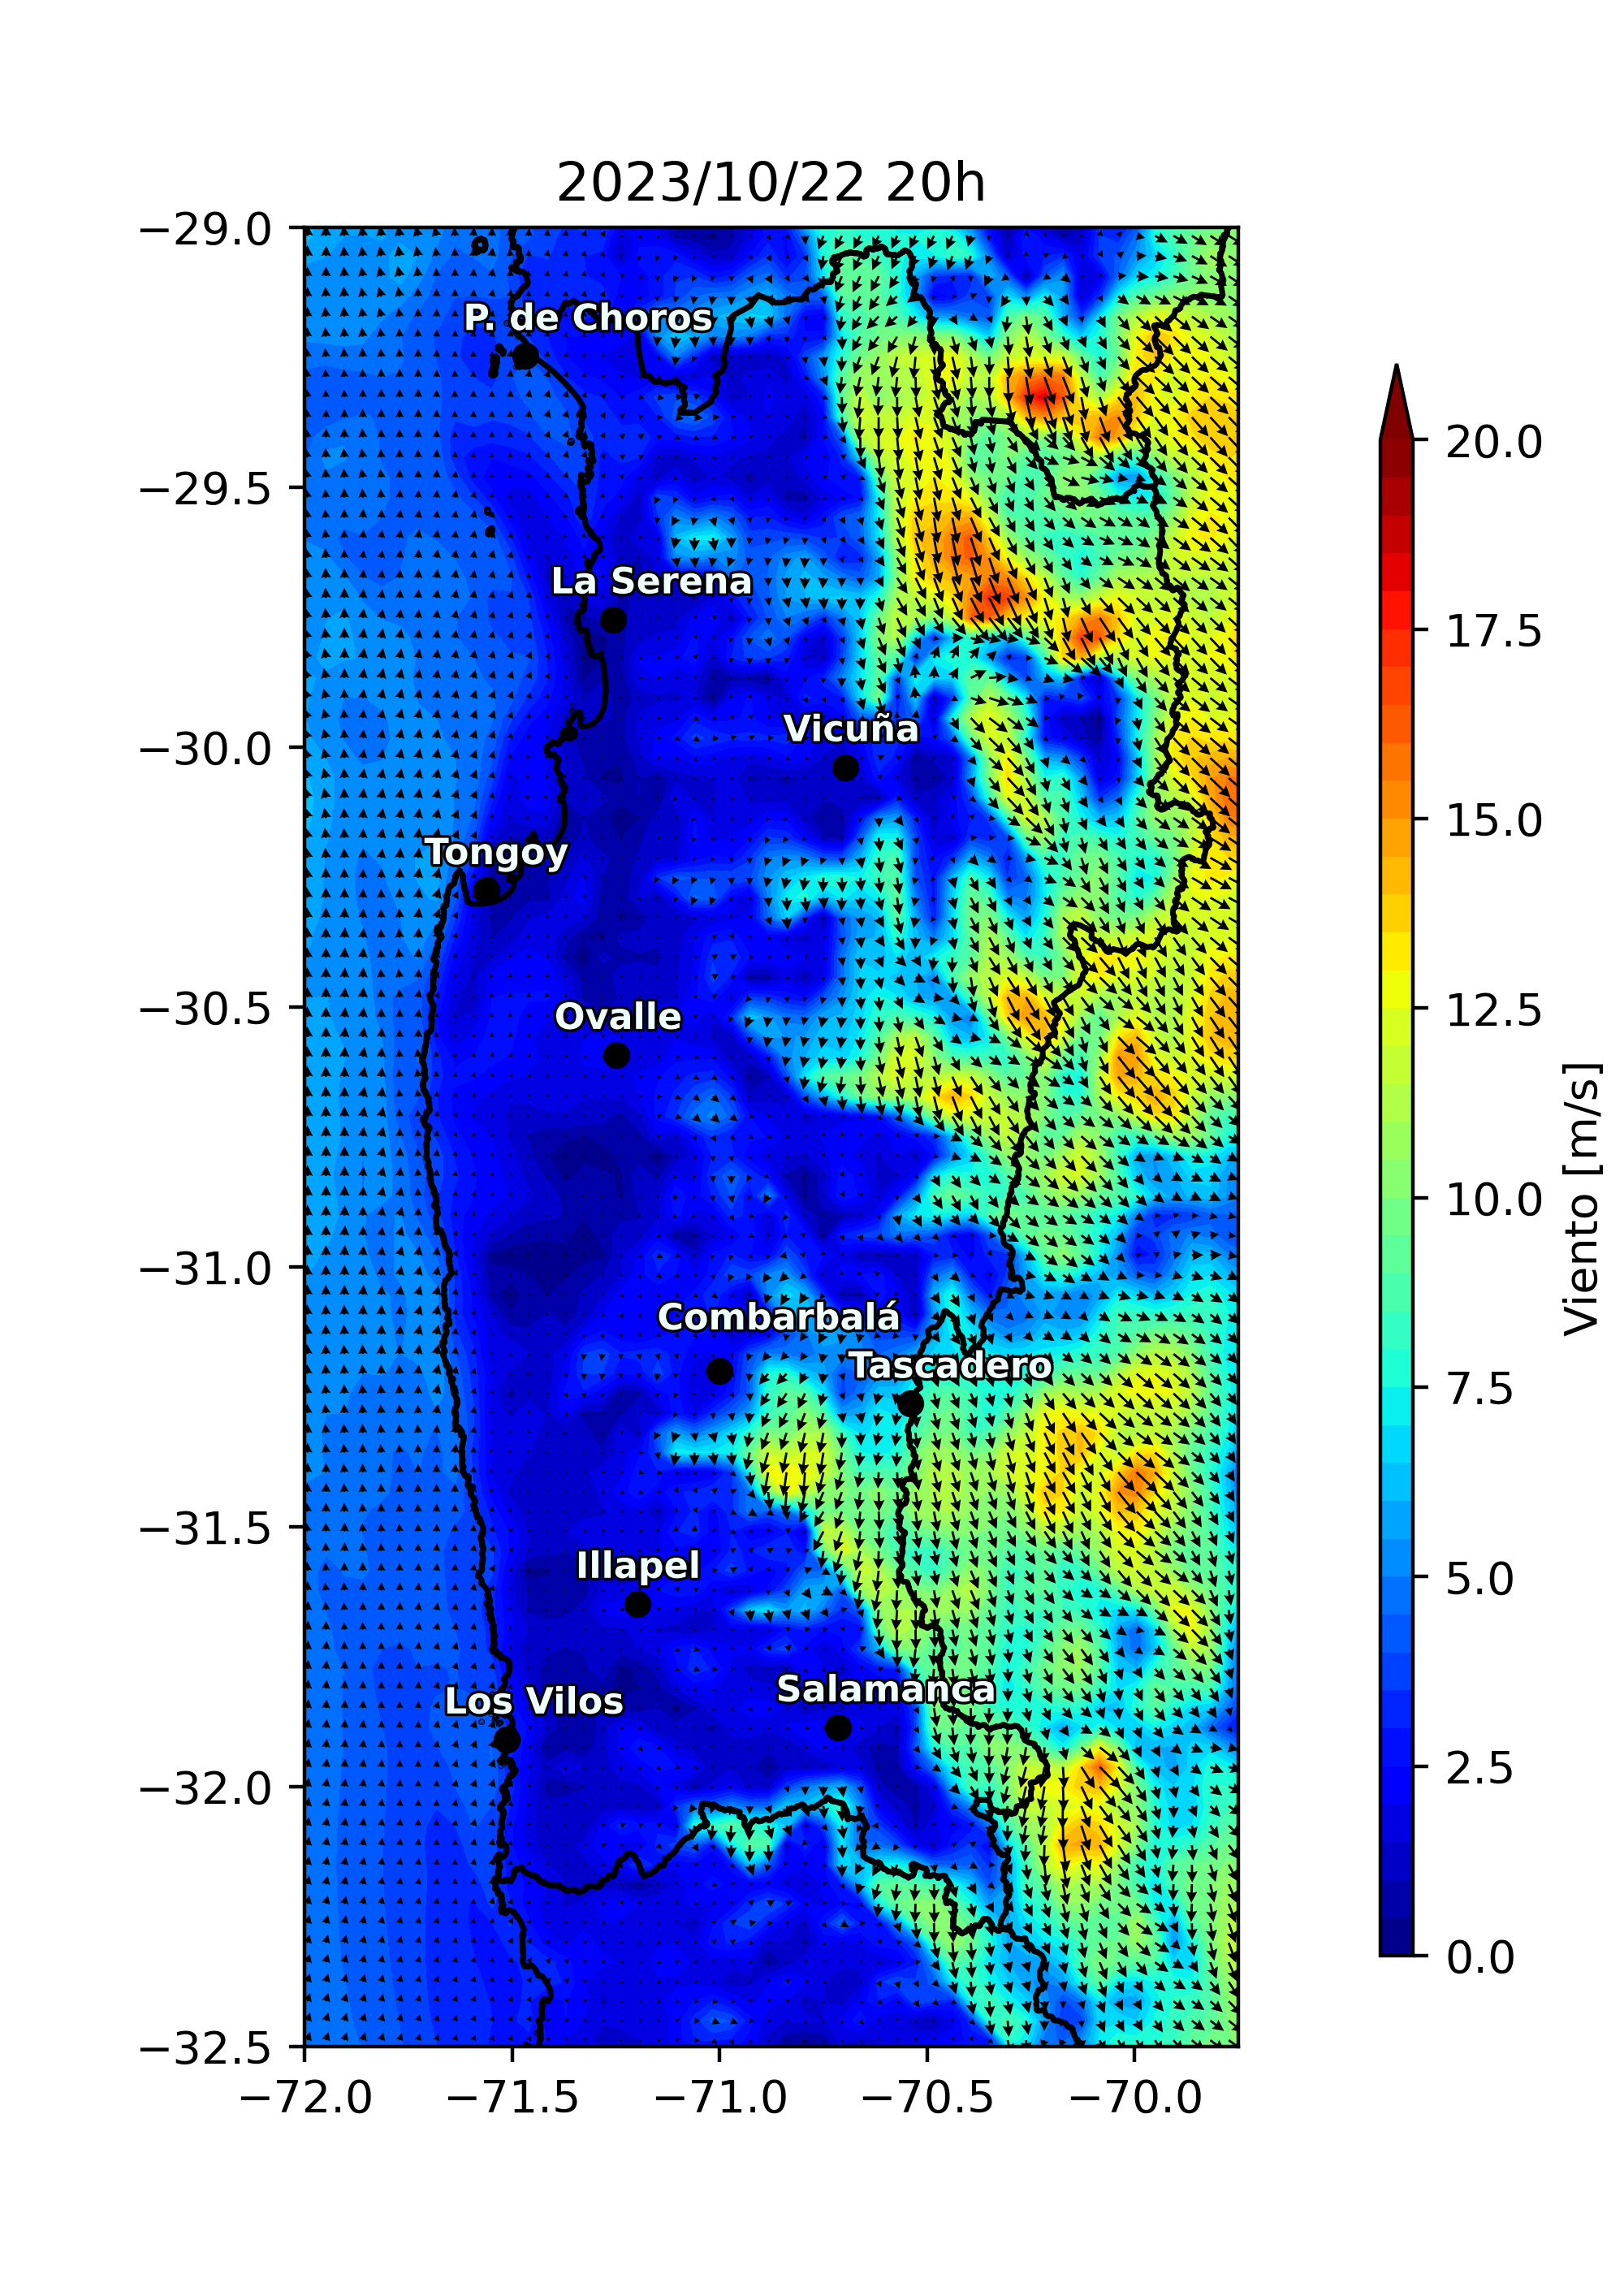 2023/10/22 20h
−29.0
−29.5
−30.0
−30.5
−31.0
−31.5
−32.0
−32.5
−72.0
−71.5
−71.0
−70.5
−70.0
P. de Choros
La Serena
Vicuña
Tongoy
Ovalle
Combarbalá
Tascadero
Illapel
Salamanca
Los Vilos
20.0
17.5
15.0
12.5
10.0
7.5
5.0
2.5
0.0
Viento [m/s]